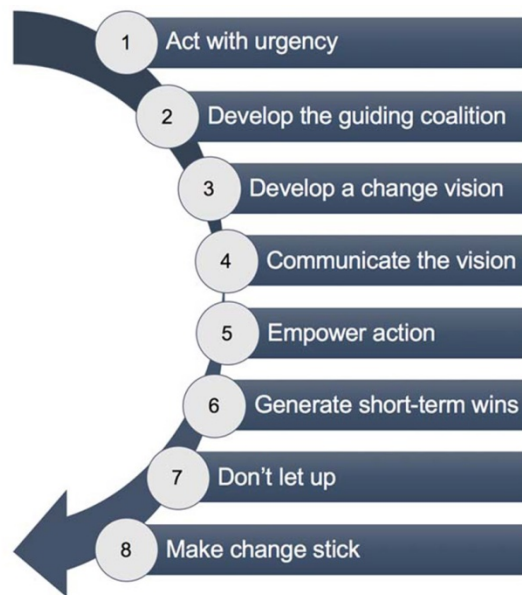 1 Act with urgency
2 Develop the guiding coalition
3 Develop a change vision
4 Communicate the vision
5 Empower action
6 Generate short-term wins
7 Don't let up
8 Make change stick